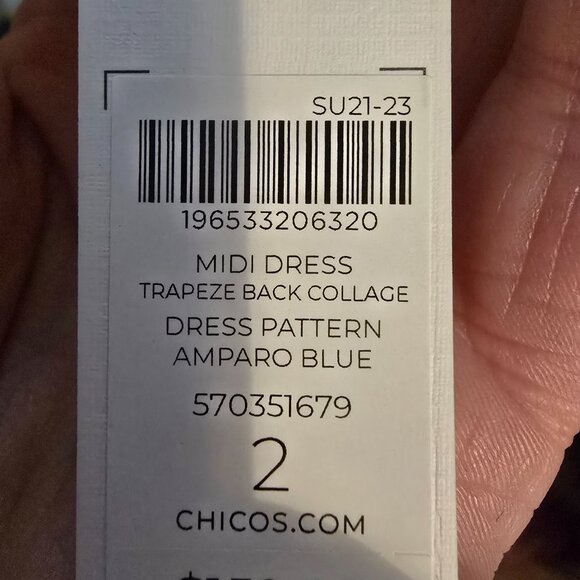 SU21-23
196533206320
MIDI DRESS
TRAPEZE BACK COLLAGE
DRESS PATTERN
AMPARO BLUE
570351679
2
CHICOS.COM